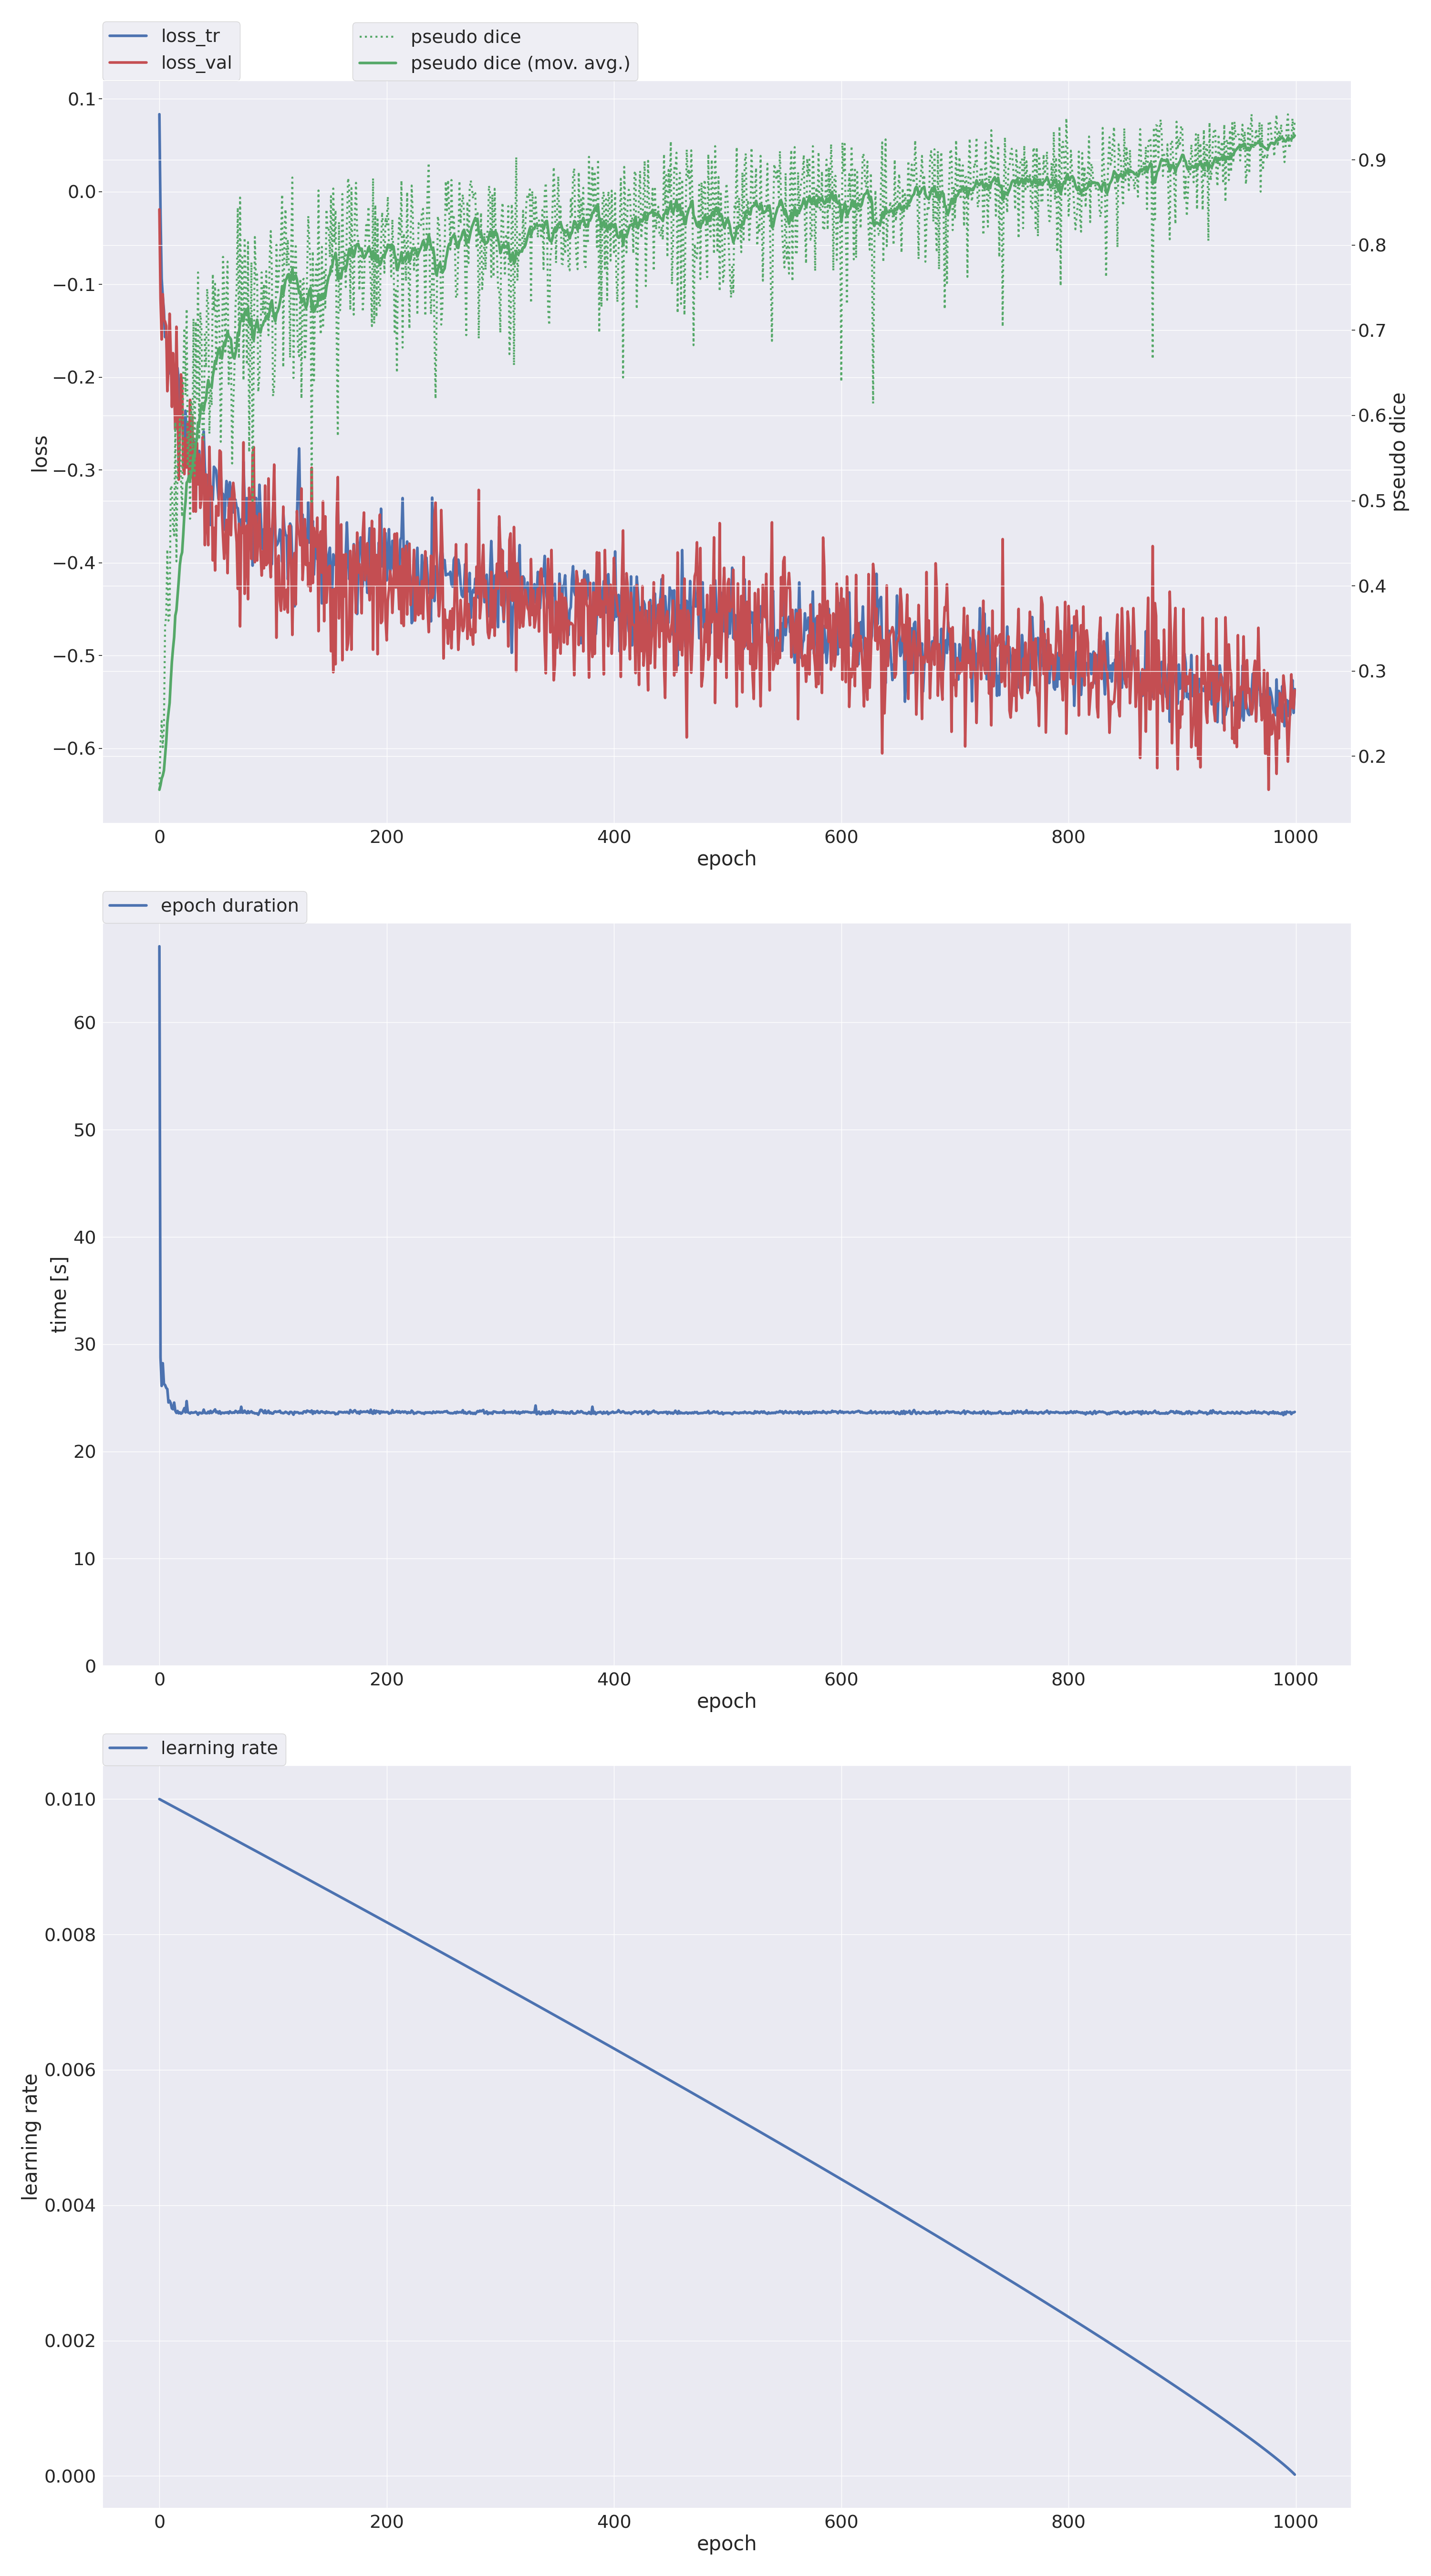 loss_tr
loss_val
pseudo dice
pseudo dice (mov. avg.)
0.1
0.0
−0.1
−0.2
−0.3
−0.4
−0.5
−0.6
loss
0.9
0.8
0.7
0.6
0.5
0.4
0.3
0.2
pseudo dice
0 200 400 600 800 1000
epoch
epoch duration
60
50
40
30
20
10
0
time [s]
0 200 400 600 800 1000
epoch
learning rate
0.010
0.008
0.006
0.004
0.002
0.000
learning rate
0 200 400 600 800 1000
epoch